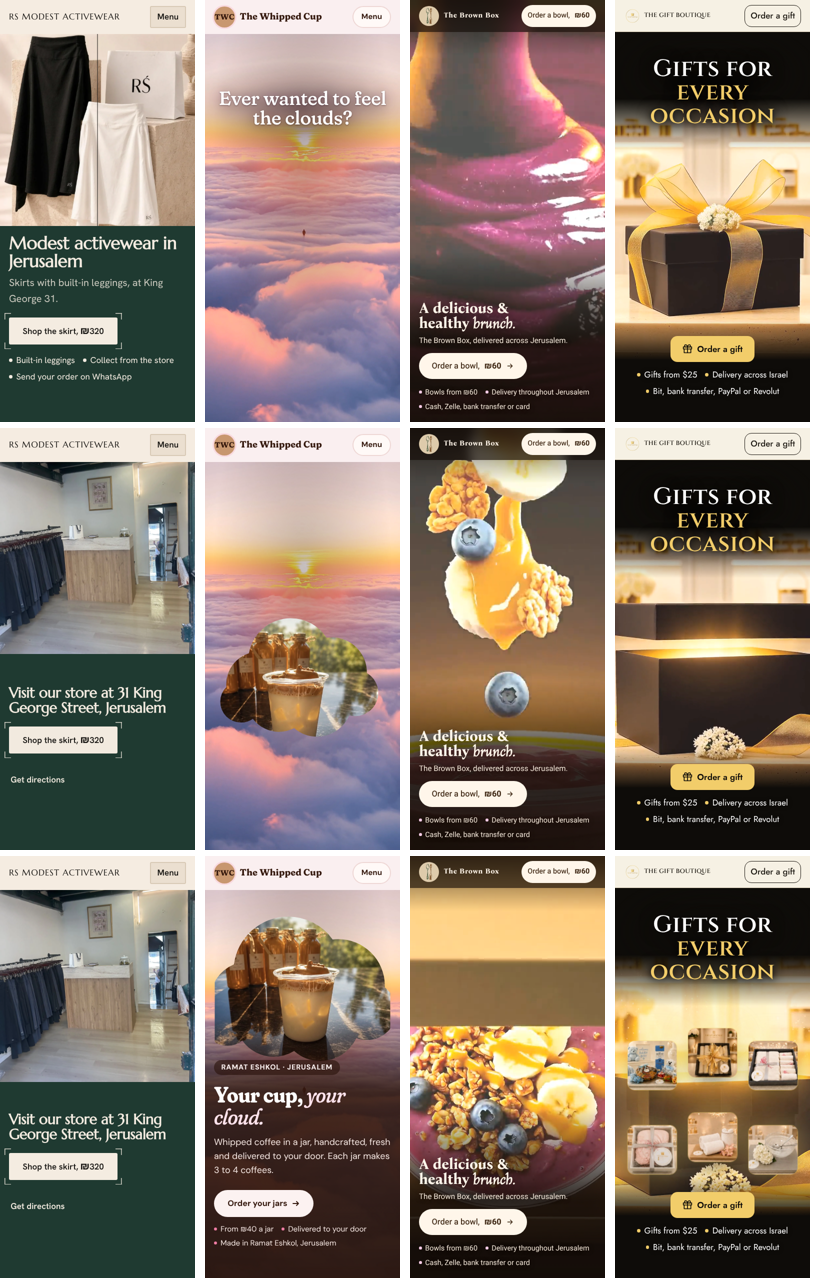 RS MODEST ACTIVEWEAR
Menu
RŚ
Modest activewear in
Jerusalem
Skirts with built-in leggings, at King
George 31.
Shop the skirt, ₪320
Built-in leggings
Collect from the store
Send your order on WhatsApp
TWC
The Whipped Cup
Menu
Ever wanted to feel
the clouds?
The Brown Box
Order a bowl, ₪60
A delicious &
healthy brunch.
The Brown Box, delivered across Jerusalem.
Order a bowl, ₪60 →
Bowls from ₪60
Delivery throughout Jerusalem
Cash, Zelle, bank transfer or card
THE GIFT BOUTIQUE
Order a gift
GIFTS FOR
EVERY
OCCASION
Order a gift
Gifts from $25
Delivery across Israel
Bit, bank transfer, PayPal or Revolut
RS MODEST ACTIVEWEAR
Menu
Visit our store at 31 King
George Street, Jerusalem
Shop the skirt, ₪320
Get directions
TWC
The Whipped Cup
Menu
The Brown Box
Order a bowl, ₪60
A delicious &
healthy brunch.
The Brown Box, delivered across Jerusalem.
Order a bowl, ₪60 →
Bowls from ₪60
Delivery throughout Jerusalem
Cash, Zelle, bank transfer or card
THE GIFT BOUTIQUE
Order a gift
GIFTS FOR
EVERY
OCCASION
Order a gift
Gifts from $25
Delivery across Israel
Bit, bank transfer, PayPal or Revolut
RS MODEST ACTIVEWEAR
Menu
Visit our store at 31 King
George Street, Jerusalem
Shop the skirt, ₪320
Get directions
TWC
The Whipped Cup
Menu
RAMAT ESHKOL · JERUSALEM
Your cup, your
cloud.
Whipped coffee in a jar, handcrafted, fresh
and delivered to your door. Each jar makes
3 to 4 coffees.
Order your jars →
From ₪40 a jar
Delivered to your door
Made in Ramat Eshkol, Jerusalem
The Brown Box
Order a bowl, ₪60
A delicious &
healthy brunch.
The Brown Box, delivered across Jerusalem.
Order a bowl, ₪60 →
Bowls from ₪60
Delivery throughout Jerusalem
Cash, Zelle, bank transfer or card
THE GIFT BOUTIQUE
Order a gift
GIFTS FOR
EVERY
OCCASION
Order a gift
Gifts from $25
Delivery across Israel
Bit, bank transfer, PayPal or Revolut